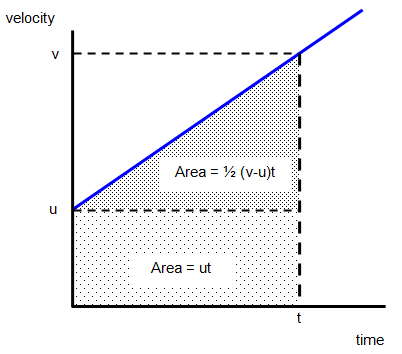 velocity
v
Area = ½ (v-u)t
u
Area = ut
t
time